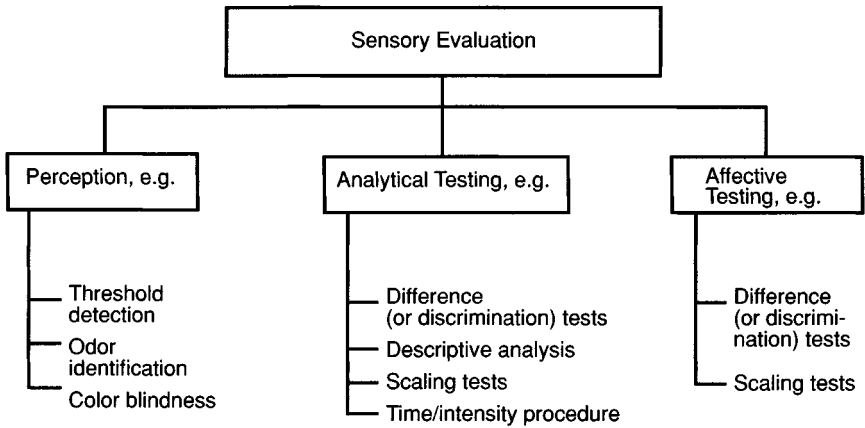 Sensory Evaluation
Perception, e.g.
Threshold
detection
Odor
identification
Color blindness
Analytical Testing, e.g.
Difference
(or discrimination) tests
Descriptive analysis
Scaling tests
Time/intensity procedure
Affective
Testing, e.g.
Difference
(or discrimi-
nation) tests
Scaling tests